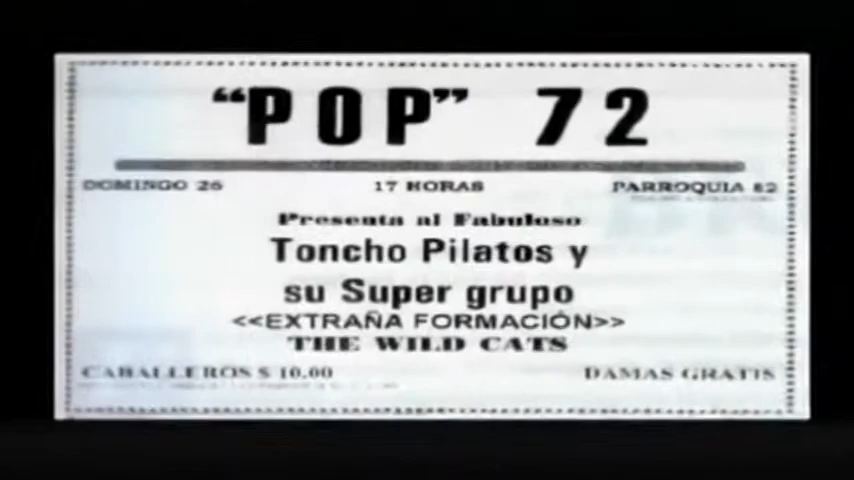 “POP” 72
DOMINGO 26 17 HORAS PARROQUIA 82
Presenta al Fabuloso
Toncho Pilatos y
su Super grupo
<<EXTRAÑA FORMACIÓN>>
THE WILD CATS
CABALLEROS $ 10.00 DAMAS GRATIS